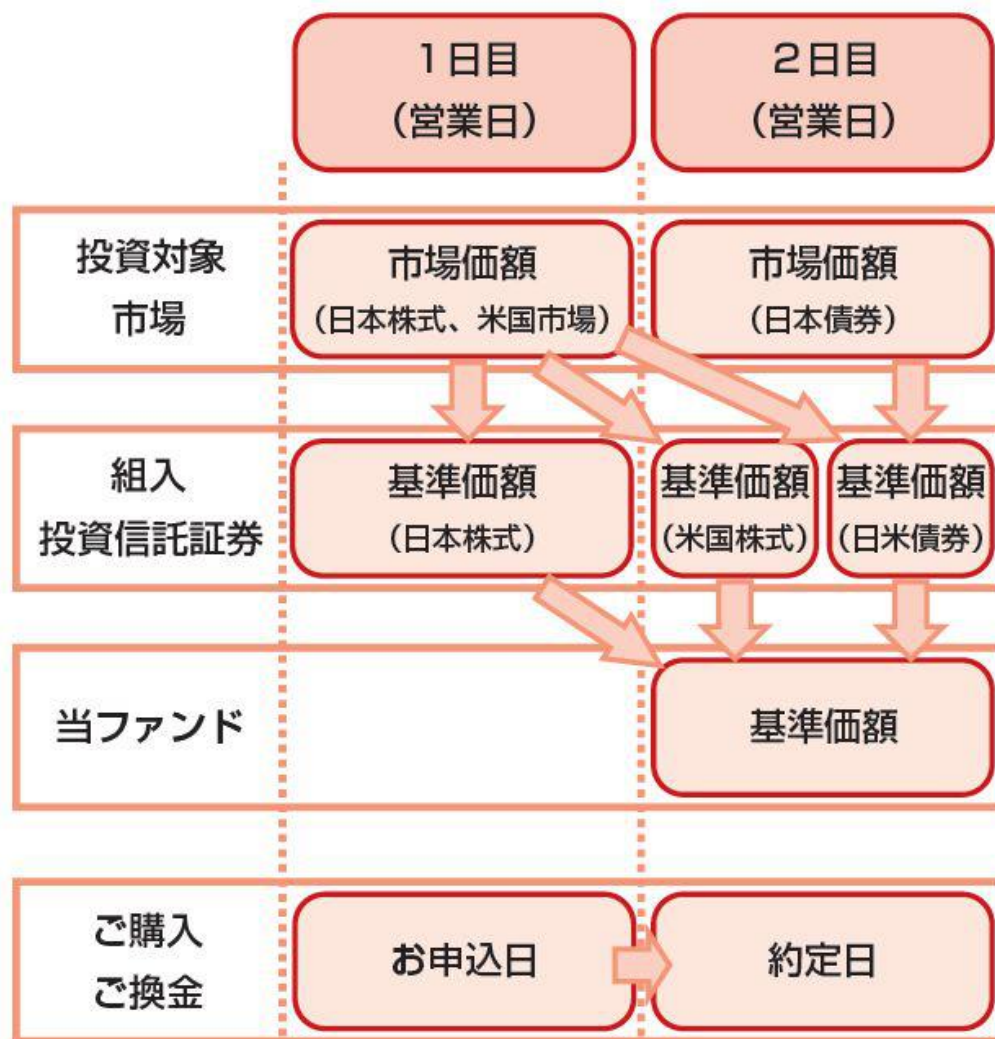 1日目
(営業日)
2日目
(営業日)
投資対象
市場
市場価額
(日本株式、米国市場)
市場価額
(日本債券)
組入
投資信託証券
基準価額
(日本株式)
基準価額
(米国株式)
基準価額
(日米債券)
当ファンド
基準価額
ご購入
ご換金
お申込日
約定日